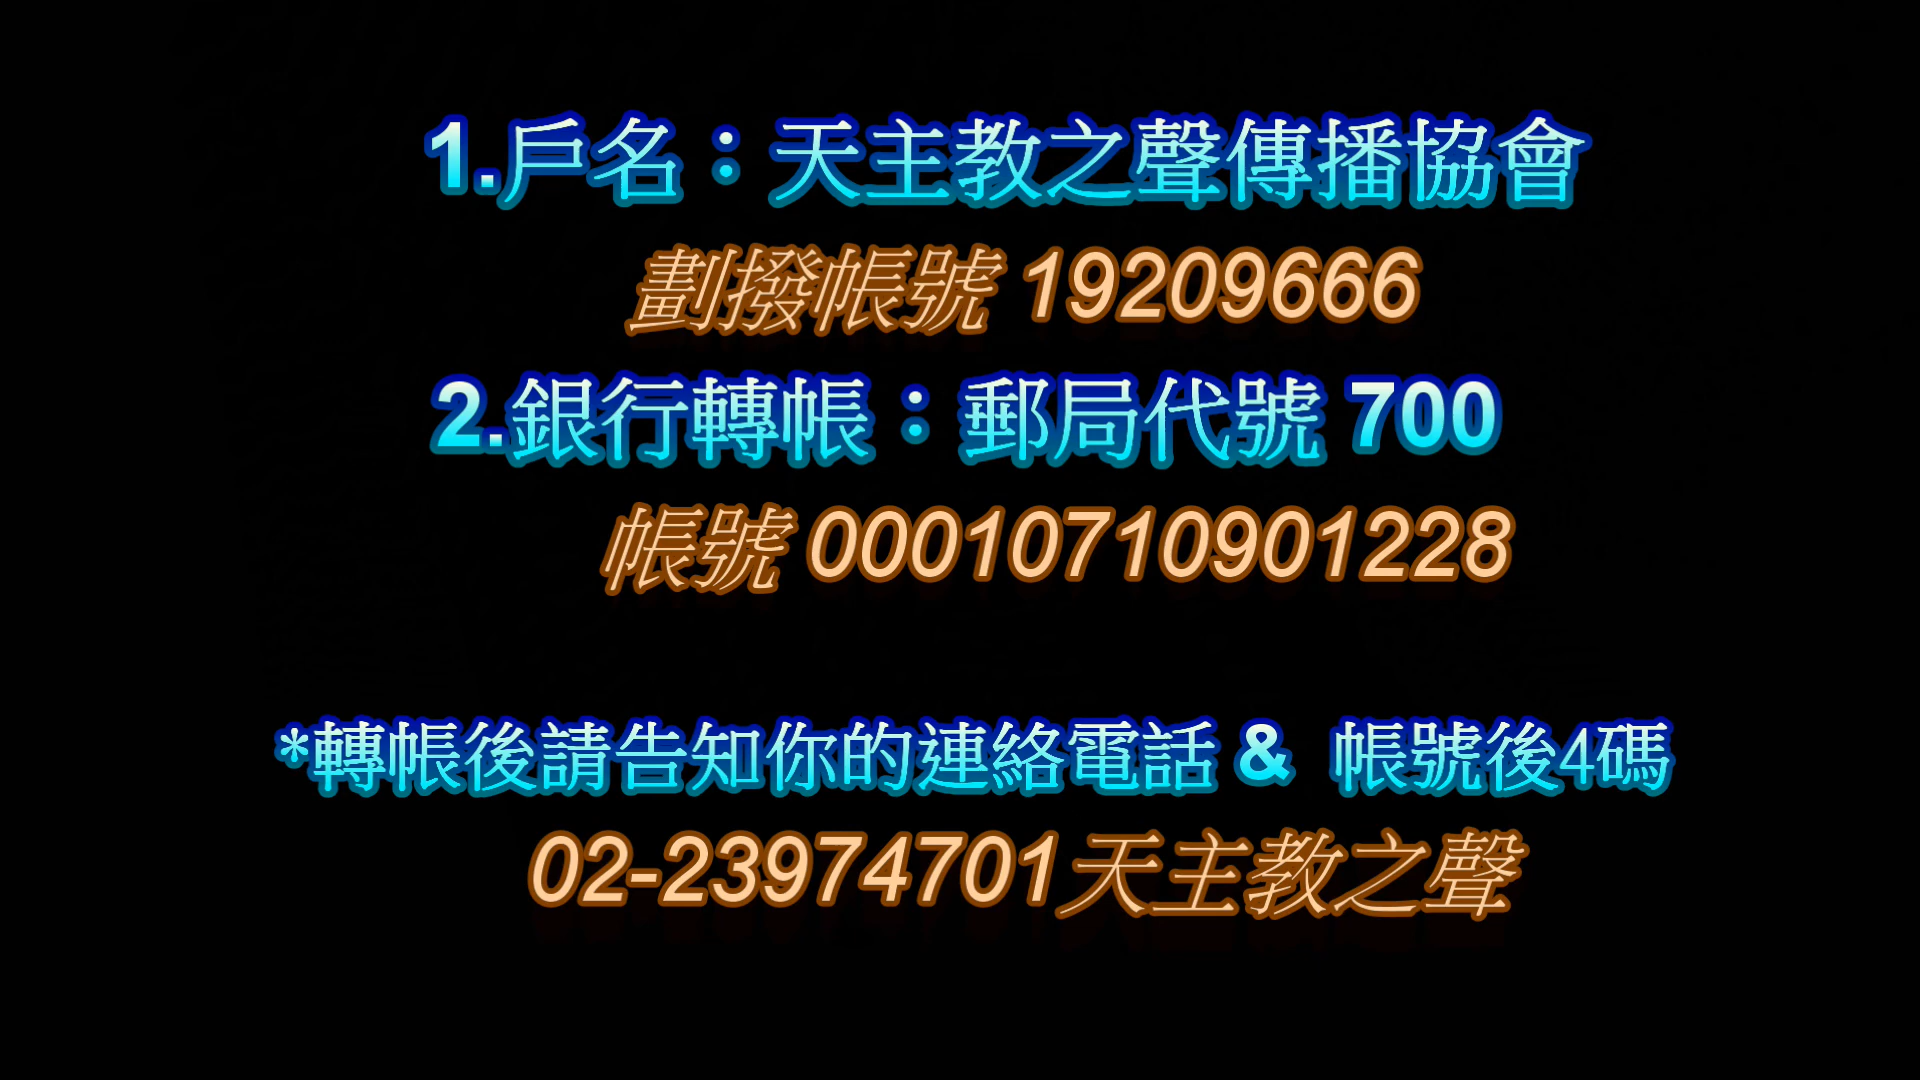 1.戶名：天主教之聲傳播協會
劃撥帳號 19209666
2.銀行轉帳：郵局代號 700
帳號 00010710901228
*轉帳後請告知你的連絡電話 & 帳號後4碼
02-23974701天主教之聲